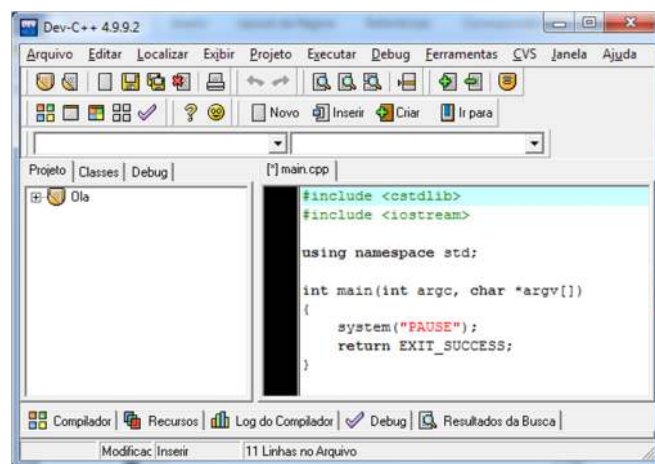 Dev-C++ 4.9.9.2
Arquivo Editar Localizar Exibir Projeto Executar Debug Ferramentas CVS Janela Ajuda
Novo Inserir Criar Ir para
Projeto Classes Debug [*] main.cpp
Ola
#include <cstdlib>
#include <iostream>
using namespace std;
int main(int argc, char *argv[])
{
system("PAUSE");
return EXIT_SUCCESS;
}
Compilador Recursos Log do Compilador Debug Resultados da Busca
Modificac Inserir 11 Linhas no Arquivo